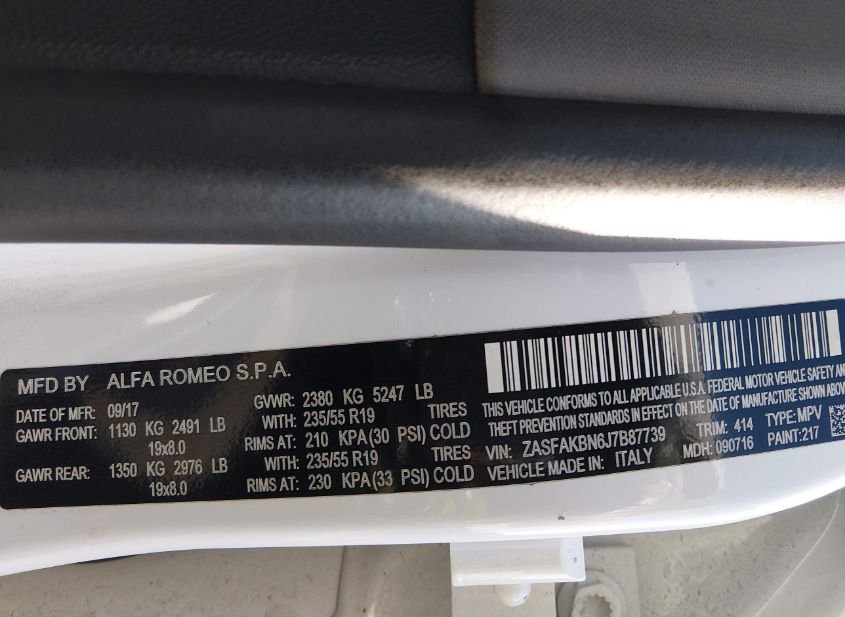 MFD BY ALFA ROMEO S.P.A.
DATE OF MFR: 09/17 GVWR: 2380 KG 5247 LB
GAWR FRONT: 1130 KG 2491 LB WITH: 235/55 R19 TIRES
19x8.0 RIMS AT: 210 KPA (30 PSI) COLD
GAWR REAR: 1350 KG 2976 LB WITH: 235/55 R19 TIRES
19x8.0 RIMS AT: 230 KPA (33 PSI) COLD
THIS VEHICLE CONFORMS TO ALL APPLICABLE U.S.A. FEDERAL MOTOR VEHICLE SAFETY AND
THEFT PREVENTION STANDARDS IN EFFECT ON THE DATE OF MANUFACTURE SHOWN ABOVE
VIN: ZASFAKBN6J7B87739 TRIM: 414 TYPE: MPV
VEHICLE MADE IN: ITALY MDH: 090716 PAINT: 217